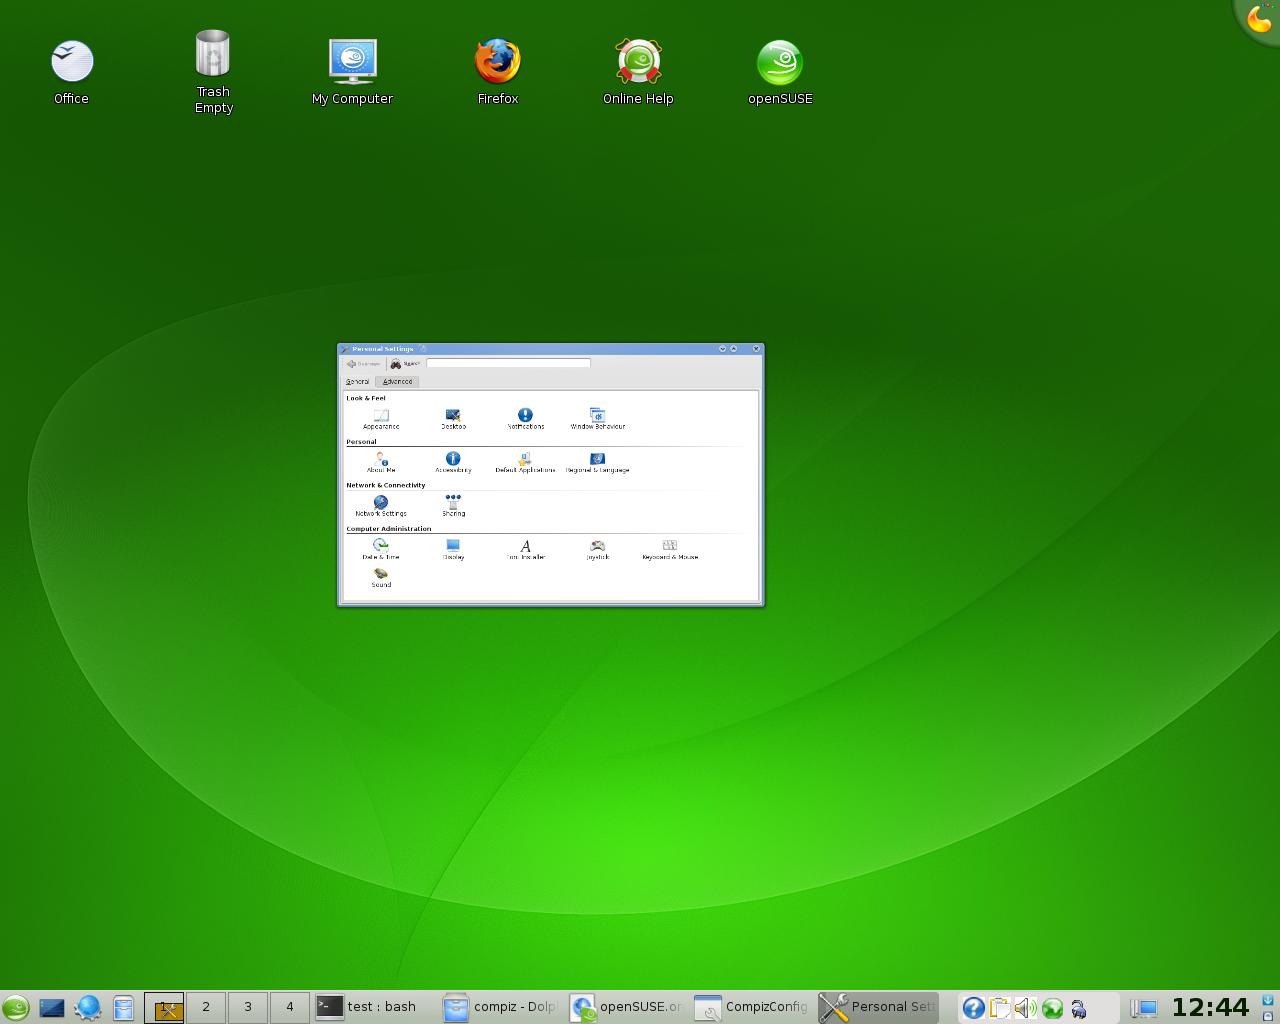 Office
Trash
Empty
My Computer
Firefox
Online Help
openSUSE
Personal Settings
Overview
Search
General
Advanced
Look & Feel
Appearance
Desktop
Notifications
Window Behaviour
Personal
About Me
Accessibility
Default Applications
Regional & Language
Network & Connectivity
Network Settings
Sharing
Computer Administration
Date & Time
Display
Font Installer
Joystick
Keyboard & Mouse
Sound
2
3
4
test : bash
compiz - Dolp
openSUSE.or
CompizConfig
Personal Sett
12:44